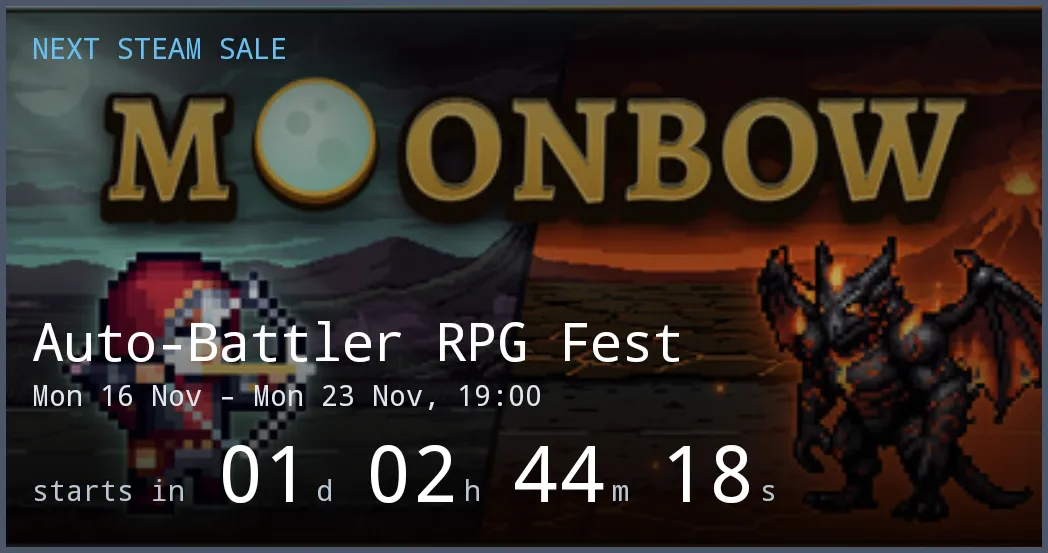 NEXT STEAM SALE
MOONBOW
Auto-Battler RPG Fest
Mon 16 Nov – Mon 23 Nov, 19:00
starts in 01d 02h 44m 18s